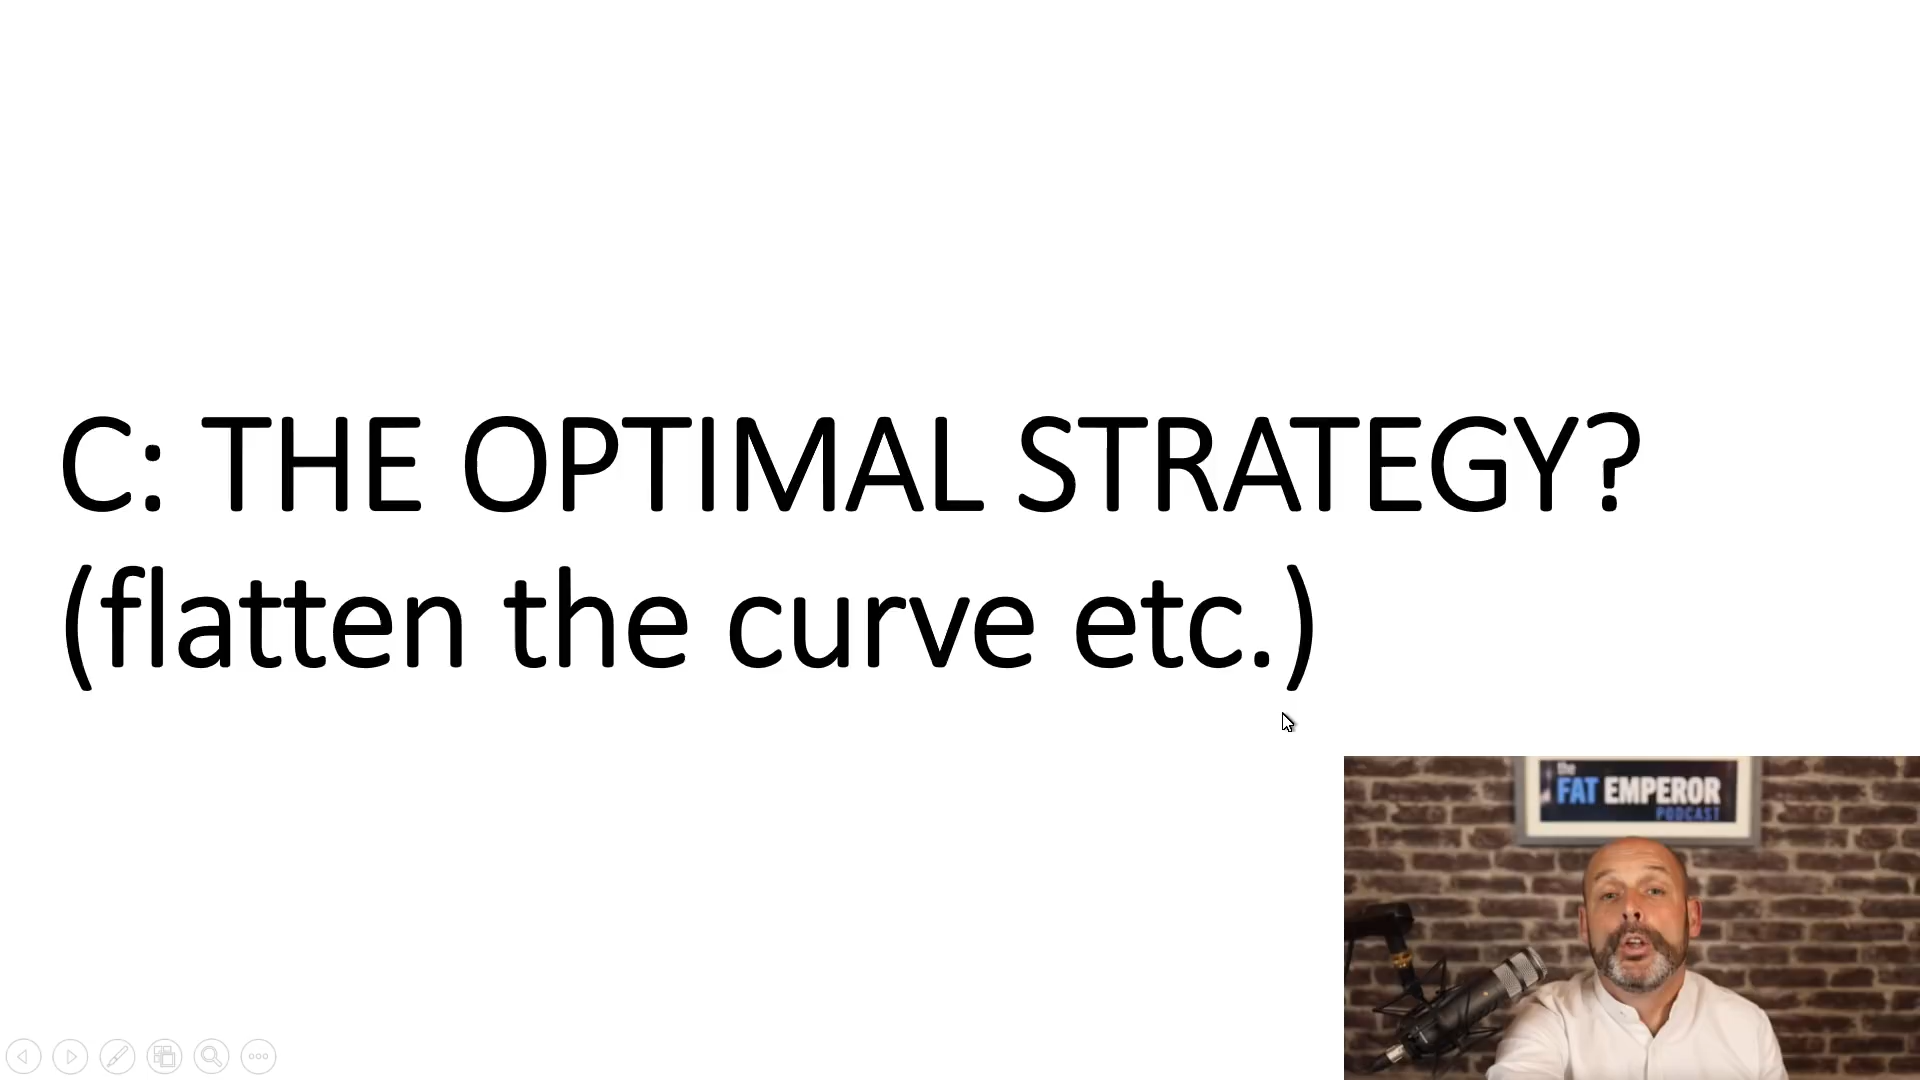 C: THE OPTIMAL STRATEGY?
(flatten the curve etc.)
the
FAT EMPEROR
PODCAST